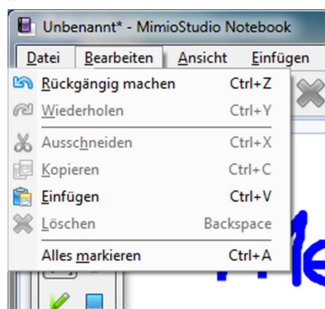 Unbenannt* - MimioStudio Notebook
Datei Bearbeiten Ansicht Einfügen
Rückgängig machen Ctrl+Z
Wiederholen Ctrl+Y
Ausschneiden Ctrl+X
Kopieren Ctrl+C
Einfügen Ctrl+V
Löschen Backspace
Alles markieren Ctrl+A
Me